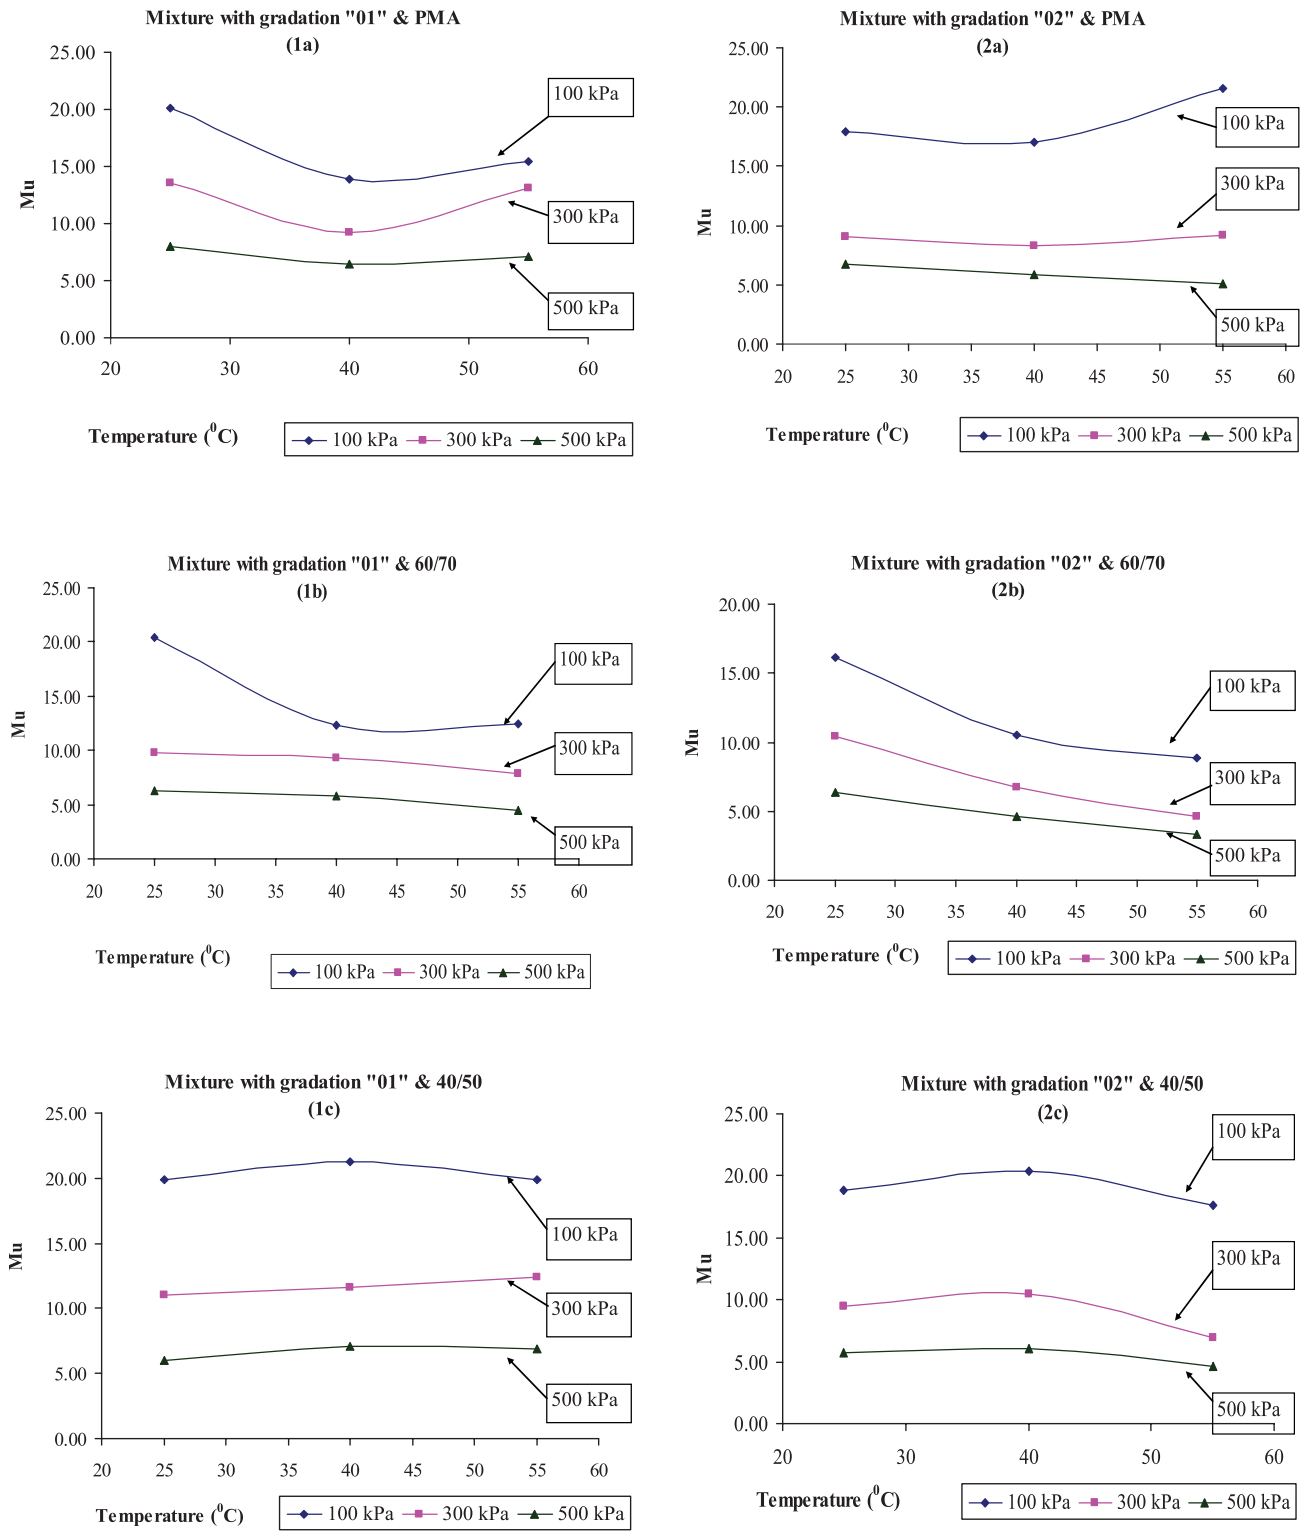 Mixture with gradation "01" & PMA
(1a)
25.00
20.00
15.00
10.00
5.00
0.00
Mu
100 kPa
300 kPa
500 kPa
20 30 40 50 60
Temperature (⁰C)
100 kPa 300 kPa 500 kPa
Mixture with gradation "02" & PMA
(2a)
25.00
20.00
15.00
10.00
5.00
0.00
Mu
100 kPa
300 kPa
500 kPa
20 25 30 35 40 45 50 55 60
Temperature (⁰C)
100 kPa 300 kPa 500 kPa
Mixture with gradation "01" & 60/70
(1b)
25.00
20.00
15.00
10.00
5.00
0.00
Mu
100 kPa
300 kPa
500 kPa
20 25 30 35 40 45 50 55 60
Temperature (⁰C)
100 kPa 300 kPa 500 kPa
Mixture with gradation "02" & 60/70
(2b)
20.00
15.00
10.00
5.00
0.00
Mu
100 kPa
300 kPa
500 kPa
20 25 30 35 40 45 50 55 60
Temperature (⁰C)
100 kPa 300 kPa 500 kPa
Mixture with gradation "01" & 40/50
(1c)
25.00
20.00
15.00
10.00
5.00
0.00
Mu
100 kPa
300 kPa
500 kPa
20 25 30 35 40 45 50 55 60
Temperature (⁰C)
100 kPa 300 kPa 500 kPa
Mixture with gradation "02" & 40/50
(2c)
25.00
20.00
15.00
10.00
5.00
0.00
Mu
100 kPa
300 kPa
500 kPa
20 30 40 50 60
Temperature (⁰C)
100 kPa 300 kPa 500 kPa